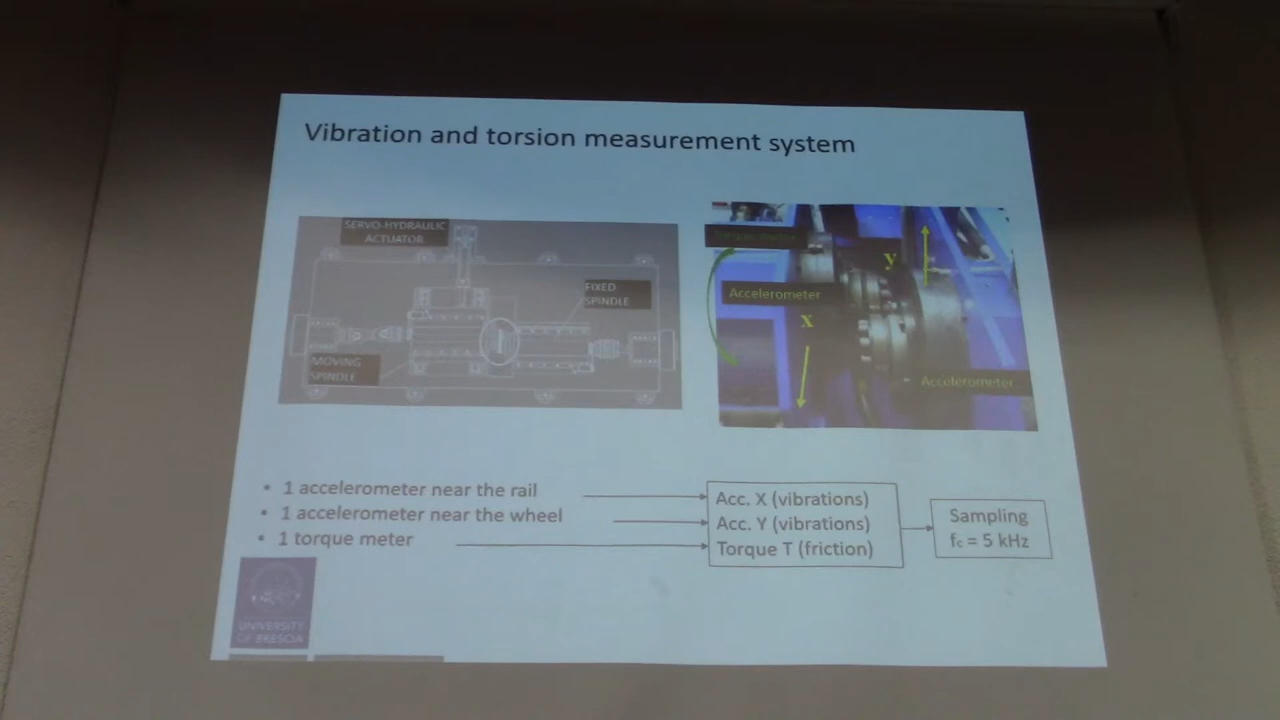 Vibration and torsion measurement system
SERVO-HYDRAULIC
ACTUATOR
FIXED
SPINDLE
MOVING
SPINDLE
y
Accelerometer
x
Accelerometer
• 1 accelerometer near the rail
• 1 accelerometer near the wheel
• 1 torque meter
Acc. X (vibrations)
Acc. Y (vibrations)
Torque T (friction)
Sampling
fc = 5 kHz
UNIVERSITY
OF BRESCIA